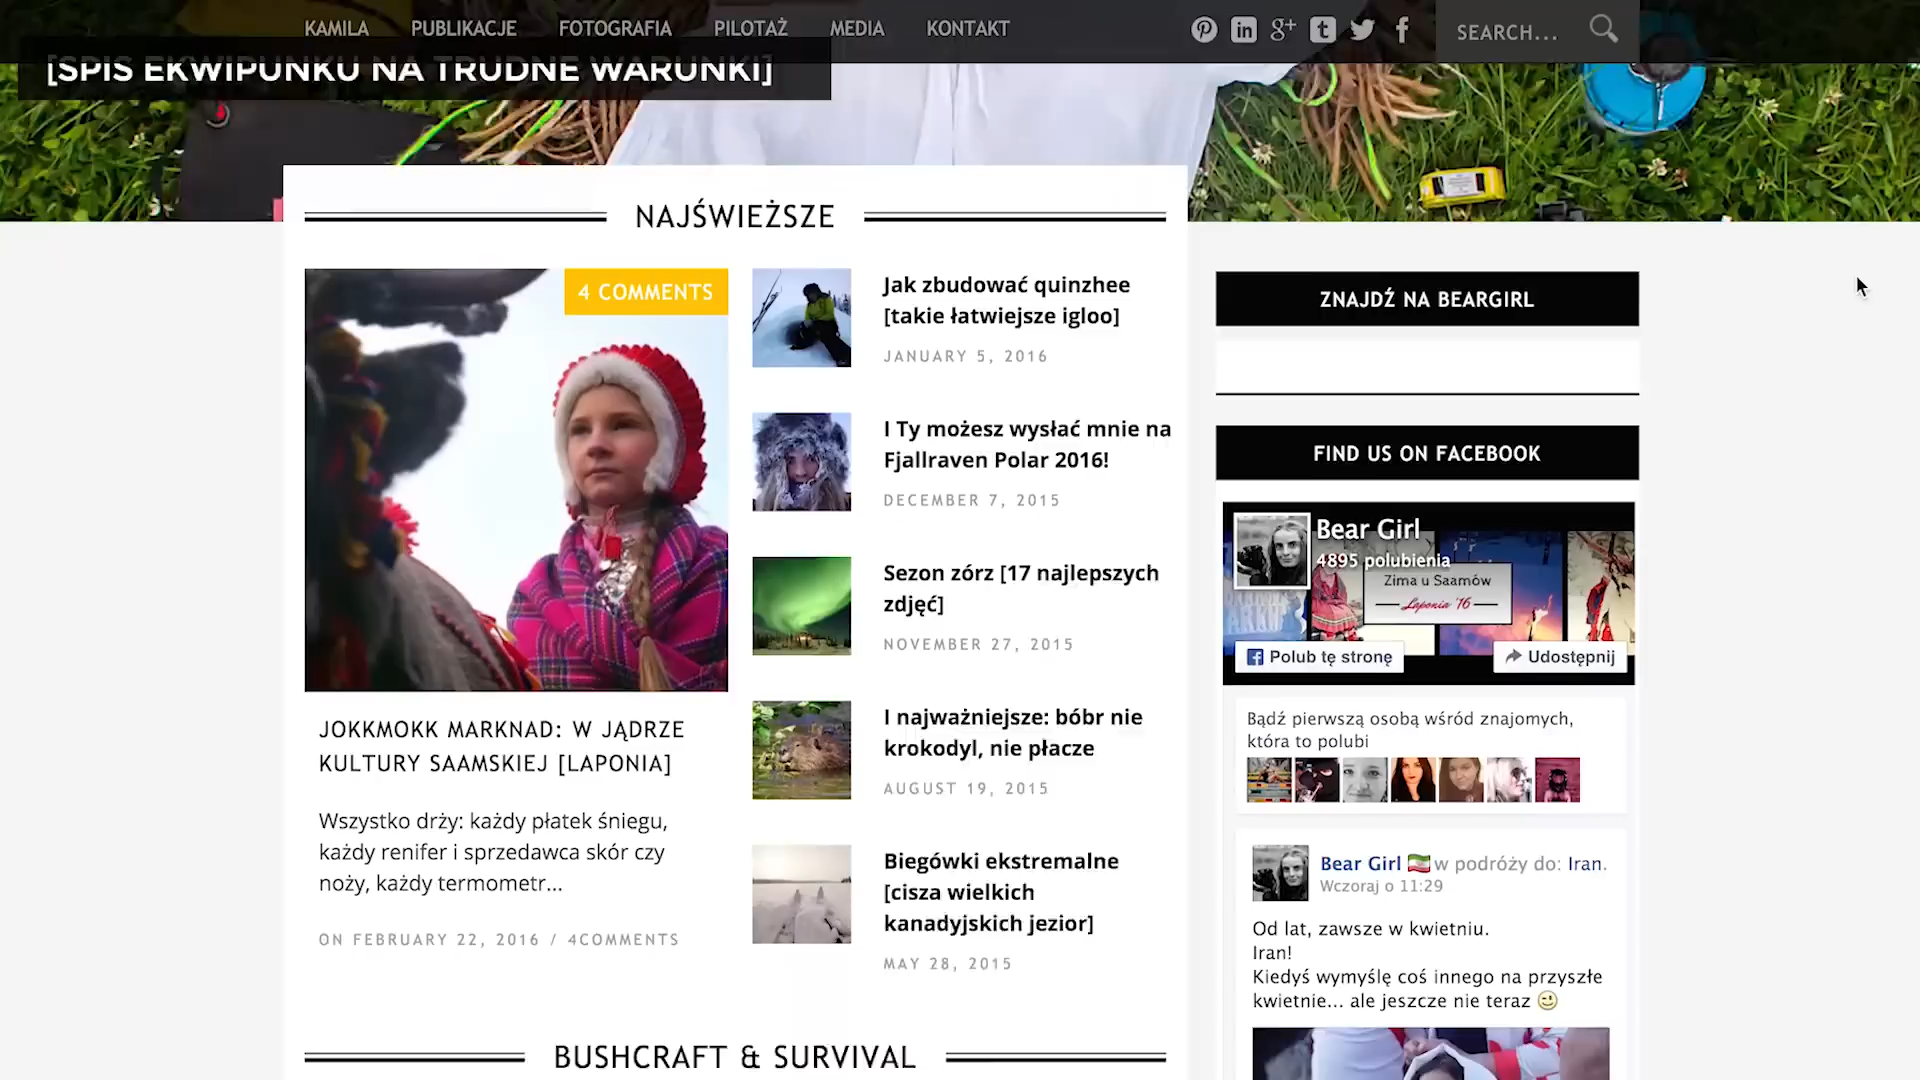 KAMILA PUBLIKACJE FOTOGRAFIA PILOTAŻ MEDIA KONTAKT
SEARCH...
[SPIS EKWIPUNKU NA TRUDNE WARUNKI]
NAJŚWIEŻSZE
4 COMMENTS
JOKKMOKK MARKNAD: W JĄDRZE
KULTURY SAAMSKIEJ [LAPONIA]
Wszystko drży: każdy płatek śniegu,
każdy renifer i sprzedawca skór czy
noży, każdy termometr...
ON FEBRUARY 22, 2016 / 4COMMENTS
Jak zbudować quinzhee
[takie łatwiejsze igloo]
JANUARY 5, 2016
I Ty możesz wysłać mnie na
Fjallraven Polar 2016!
DECEMBER 7, 2015
Sezon zórz [17 najlepszych
zdjęć]
NOVEMBER 27, 2015
I najważniejsze: bóbr nie
krokodyl, nie płacze
AUGUST 19, 2015
Biegówki ekstremalne
[cisza wielkich
kanadyjskich jezior]
MAY 28, 2015
BUSHCRAFT & SURVIVAL
ZNAJDŹ NA BEARGIRL
FIND US ON FACEBOOK
Bear Girl
4895 polubienia
Zima u Saamów
Laponia '16
Polub tę stronę
Udostępnij
Bądź pierwszą osobą wśród znajomych,
która to polubi
Bear Girl w podróży do: Iran.
Wczoraj o 11:29
Od lat, zawsze w kwietniu.
Iran!
Kiedyś wymyślę coś innego na przyszłe
kwietnie... ale jeszcze nie teraz 😉